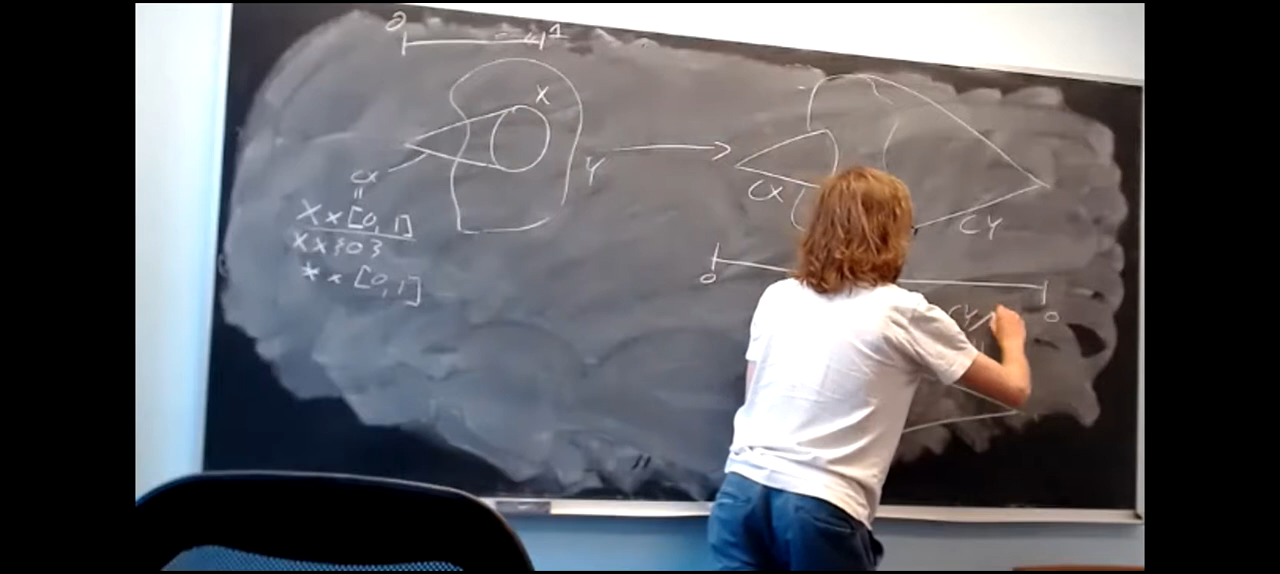 0 1
X
Y
CX
"
X × [0, 1]
X × {0}
* × [0, 1]
CX
CY
0
0
CY/
"